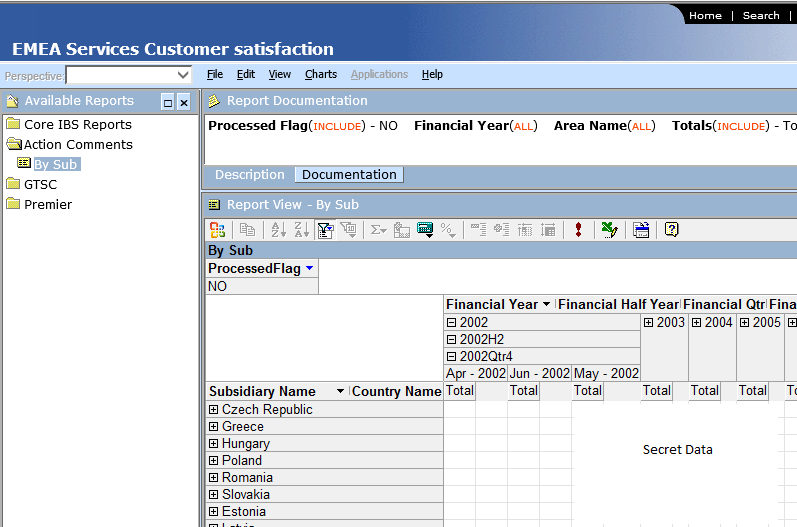 Home | Search |
EMEA Services Customer satisfaction
Perspective: File Edit View Charts Applications Help
Available Reports
Core IBS Reports
Action Comments
By Sub
GTSC
Premier
Report Documentation
Processed Flag(INCLUDE) - NO Financial Year(ALL) Area Name(ALL) Totals(INCLUDE) - To
Description Documentation
Report View - By Sub
By Sub
ProcessedFlag
NO
Financial Year Financial Half Year Financial Qtr Fina
2002 2003 2004 2005
2002H2
2002Qtr4
Apr - 2002 Jun - 2002 May - 2002
Subsidiary Name Country Name Total Total Total Total Total Total
Czech Republic
Greece
Hungary
Poland
Romania
Slovakia
Estonia
Latvia
Secret Data